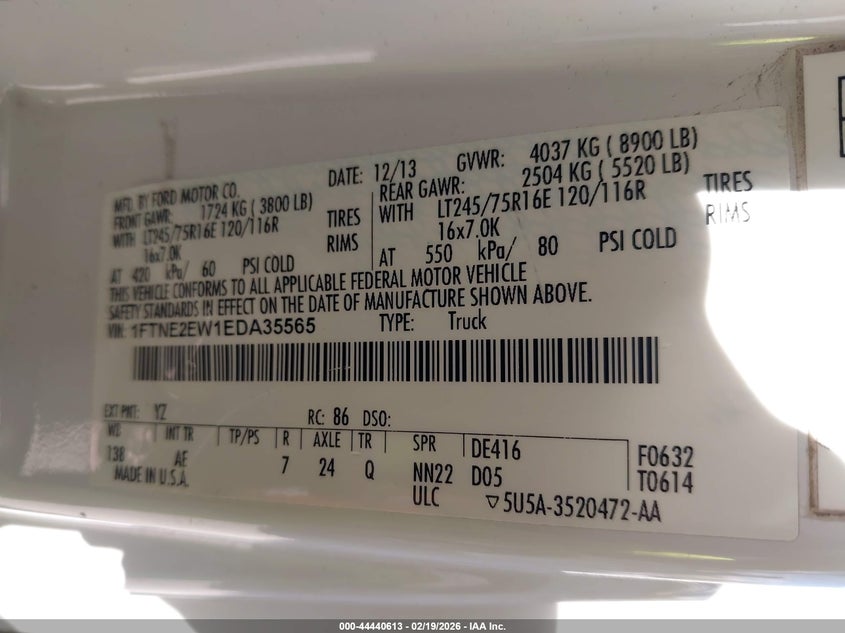 MFD. BY FORD MOTOR CO.
DATE: 12/13 GVWR: 4037 KG ( 8900 LB)
FRONT GAWR: 1724 KG ( 3800 LB)
REAR GAWR: 2504 KG ( 5520 LB)
WITH LT245/75R16E 120/116R TIRES
WITH LT245/75R16E 120/116R TIRES
16x7.0K RIMS
16x7.0K RIMS
AT 420 kPa/ 60 PSI COLD
AT 550 kPa/ 80 PSI COLD
THIS VEHICLE CONFORMS TO ALL APPLICABLE FEDERAL MOTOR VEHICLE
SAFETY STANDARDS IN EFFECT ON THE DATE OF MANUFACTURE SHOWN ABOVE.
VIN: 1FTNE2EW1EDA35565 TYPE: Truck
EXT PNT: YZ RC: 86 DSO:
WB INT TR TP/PS R AXLE TR SPR DE416 F0632
138 AE 7 24 Q NN22 D05 T0614
MADE IN U.S.A. ULC ▽5U5A-3520472-AA
000-44440613 - 02/19/2026 - IAA Inc.